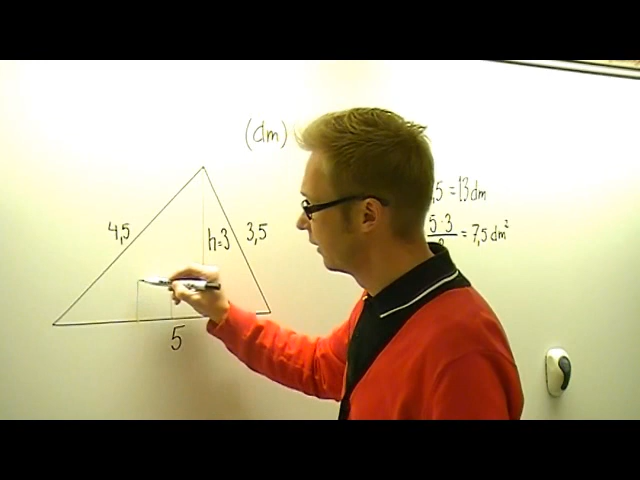 (dm)
4,5
h=3
3,5
5
,5 = 13 dm
5·3
= 7,5 dm²